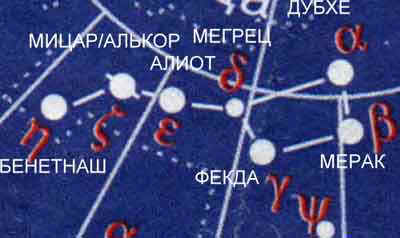 ДУБХЕ
МИЦАР/АЛЬКОР МЕГРЕЦ
АЛИОТ δ α
η ζ ε β
БЕНЕТНАШ ФЕКДА γ МЕРАК
ψ